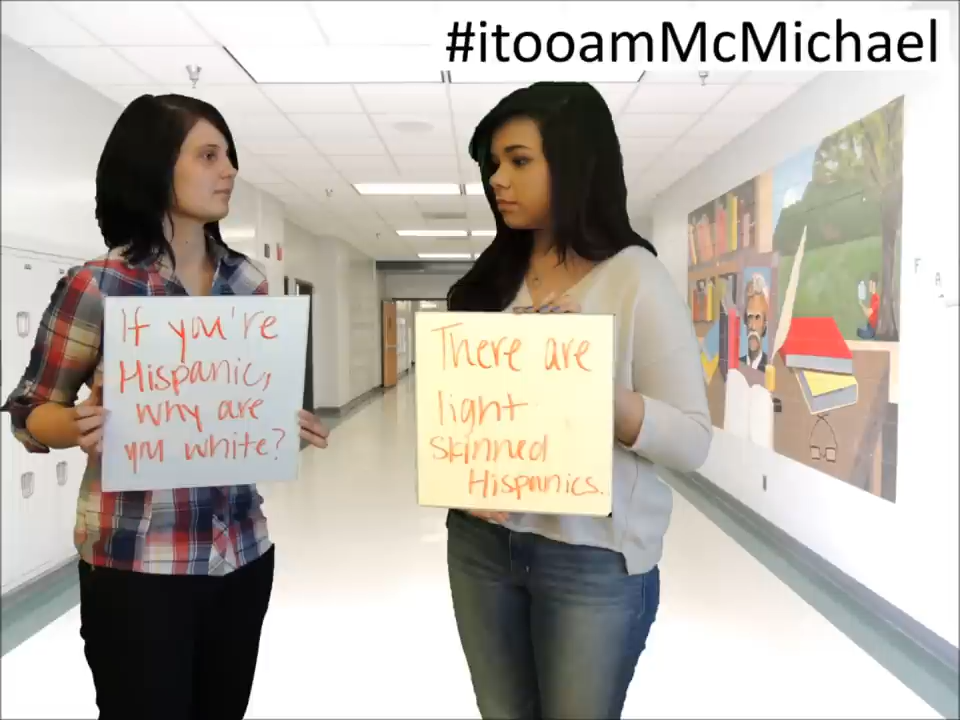 #itooamMcMichael
If you're
Hispanic,
why are
you white?
There are
light
skinned
Hispanics.
F
A